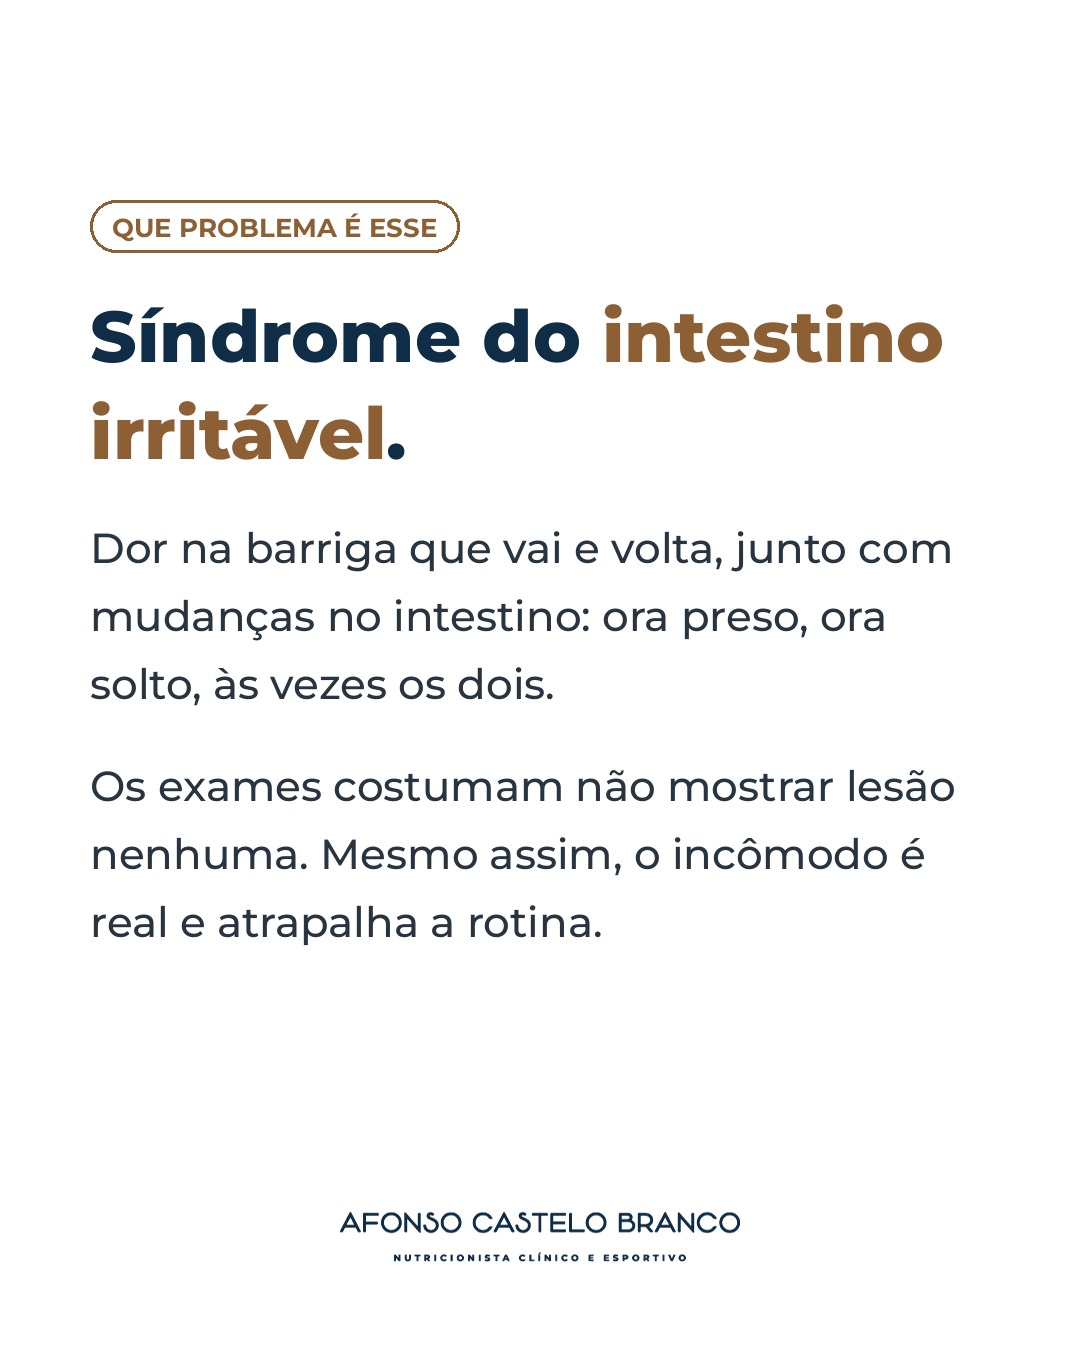 QUE PROBLEMA É ESSE
Síndrome do intestino
irritável.
Dor na barriga que vai e volta, junto com
mudanças no intestino: ora preso, ora
solto, às vezes os dois.
Os exames costumam não mostrar lesão
nenhuma. Mesmo assim, o incômodo é
real e atrapalha a rotina.
AFONSO CASTELO BRANCO
NUTRICIONISTA CLÍNICO E ESPORTIVO